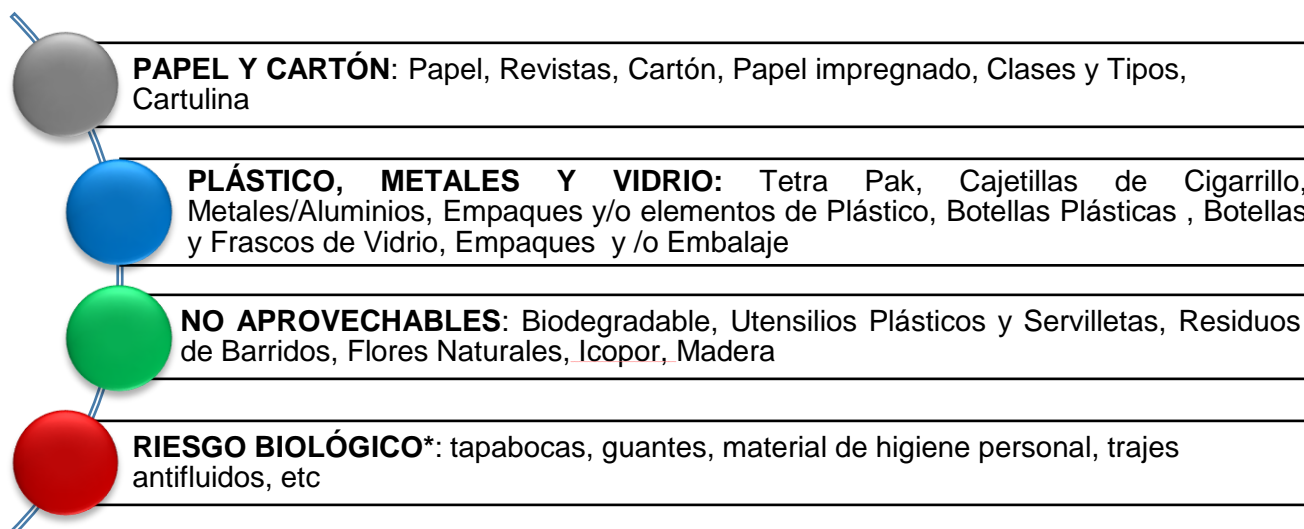 PAPEL Y CARTÓN: Papel, Revistas, Cartón, Papel impregnado, Clases y Tipos,
Cartulina
PLÁSTICO, METALES Y VIDRIO: Tetra Pak, Cajetillas de Cigarrillo,
Metales/Aluminios, Empaques y/o elementos de Plástico, Botellas Plásticas , Botellas
y Frascos de Vidrio, Empaques y /o Embalaje
NO APROVECHABLES: Biodegradable, Utensilios Plásticos y Servilletas, Residuos
de Barridos, Flores Naturales, Icopor, Madera
RIESGO BIOLÓGICO*: tapabocas, guantes, material de higiene personal, trajes
antifluidos, etc